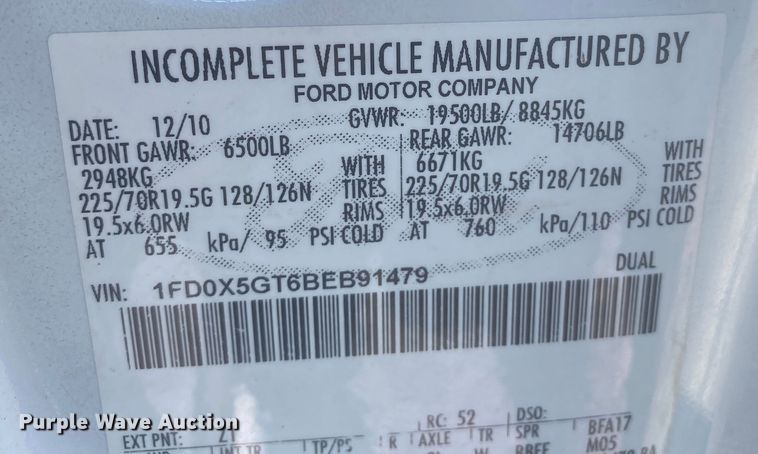 INCOMPLETE VEHICLE MANUFACTURED BY
FORD MOTOR COMPANY
DATE: 12/10 GVWR: 19500LB/ 8845KG
FRONT GAWR: 6500LB REAR GAWR: 14706LB
2948KG WITH 6671KG WITH
225/70R19.5G 128/126N TIRES 225/70R19.5G 128/126N TIRES
19.5x6.0RW RIMS 19.5x6.0RW RIMS
AT 655 kPa/ 95 PSI COLD AT 760 kPa/110 PSI COLD
VIN: 1FD0X5GT6BEB91479 DUAL
Purple Wave Auction
EXT PNT: Z1 RC: 52 DSO:
INT TR TP/PS R AXLE TR SPR BFA17
RBFF M05